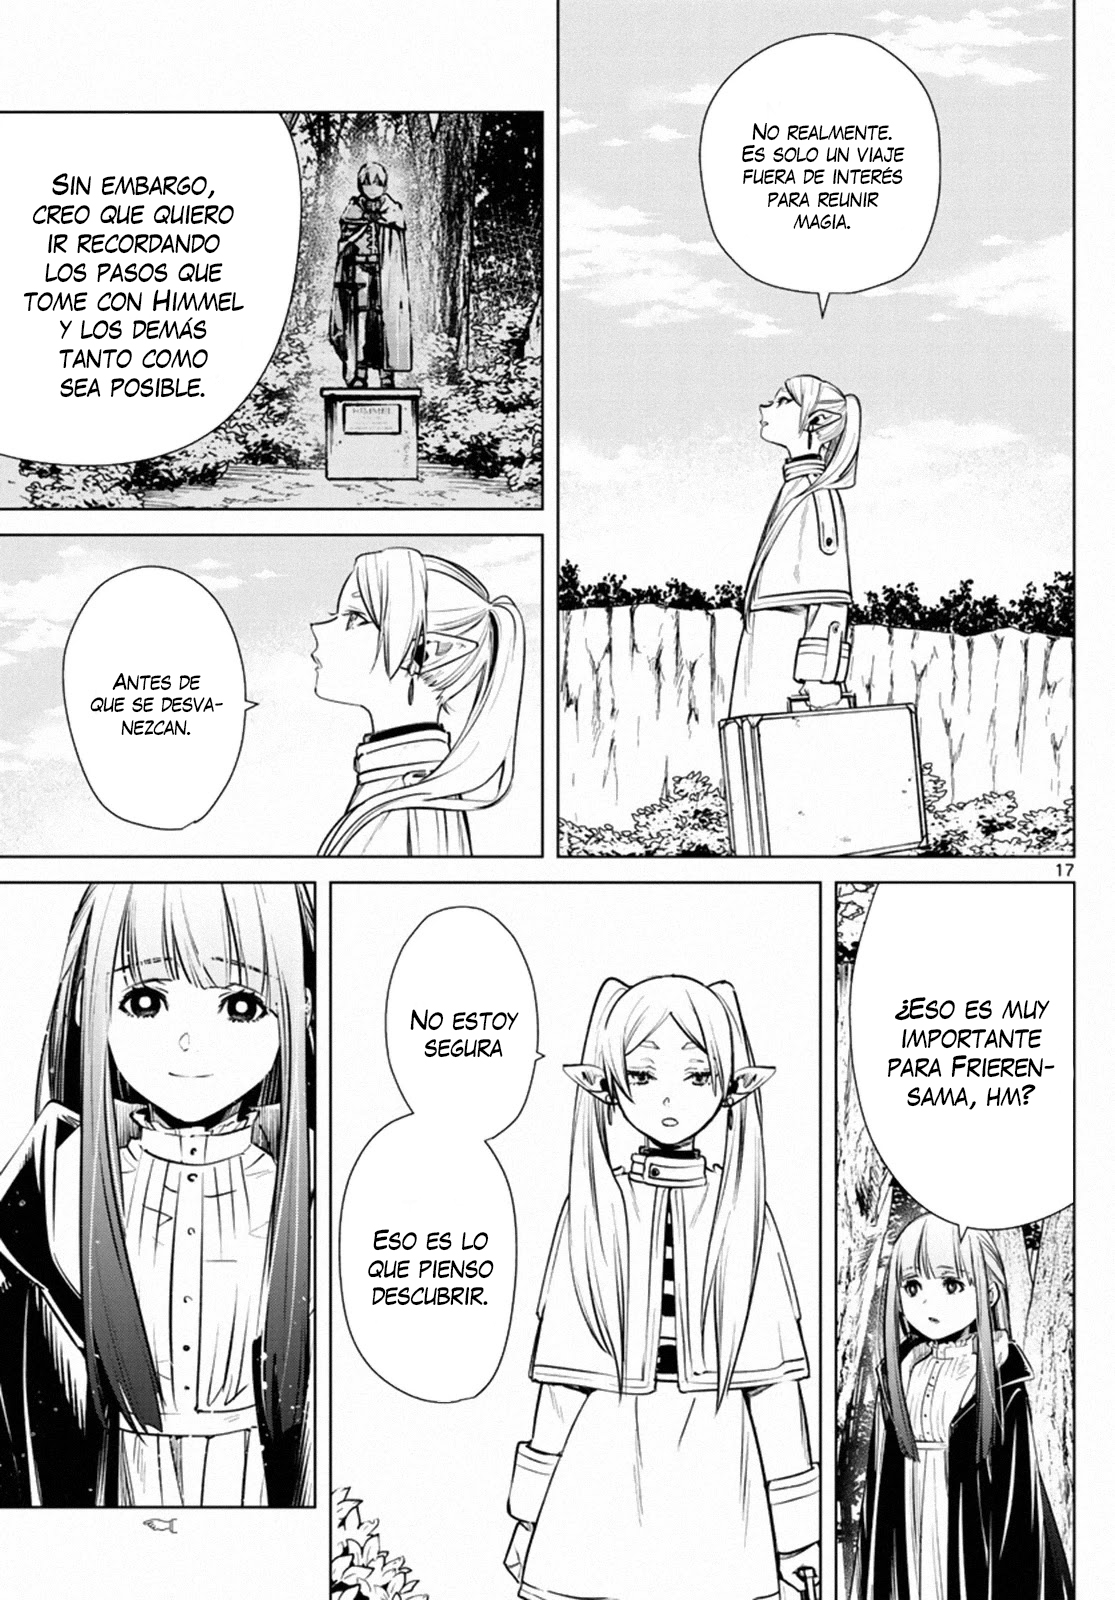 No realmente.
Es solo un viaje
fuera de interés
para reunir
magia.
Sin embargo,
creo que quiero
ir recordando
los pasos que
tome con Himmel
y los demás
tanto como
sea posible.
Antes de
que se desva-
nezcan.
17
¿Eso es muy
importante
para Frieren-
sama, hm?
No estoy
segura
Eso es lo
que pienso
descubrir.